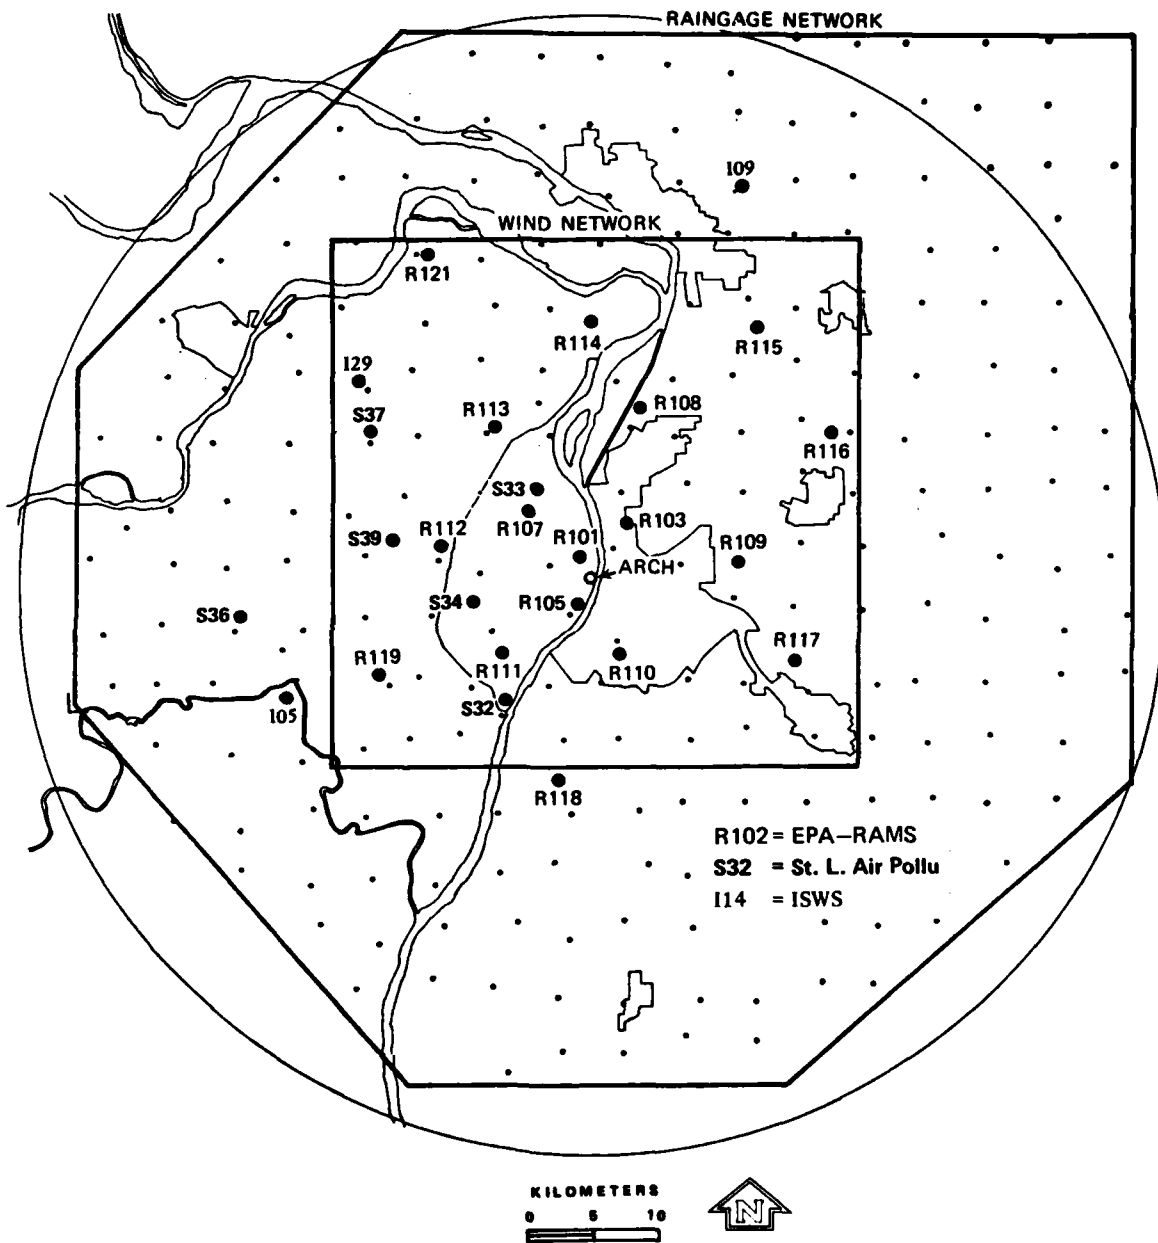 RAINGAGE NETWORK
I09
WIND NETWORK
R121
R114
R115
I29
R108
S37
R113
R116
S33
R107
R103
R101
S39
R112
R109
ARCH
S34
R105
S36
R119
R111
R110
R117
I05
S32
R118
R102 = EPA-RAMS
S32 = St. L. Air Pollu
I14 = ISWS
KILOMETERS
0 5 10
N